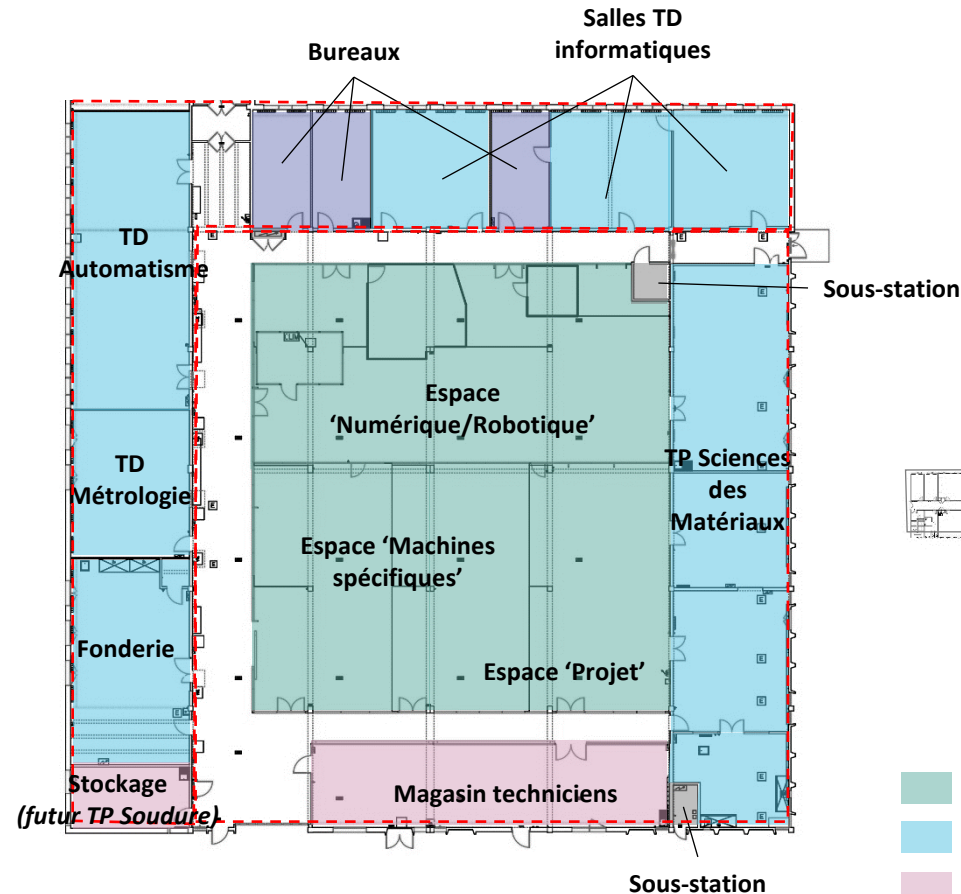 Salles TD
informatiques
Bureaux
TD
Automatisme
Sous-station
Espace
‘Numérique/Robotique’
TD
Métrologie
TP Sciences
des
Matériaux
Espace ‘Machines
spécifiques’
Fonderie
Espace ‘Projet’
Stockage
(futur TP Soudure)
Magasin techniciens
Sous-station